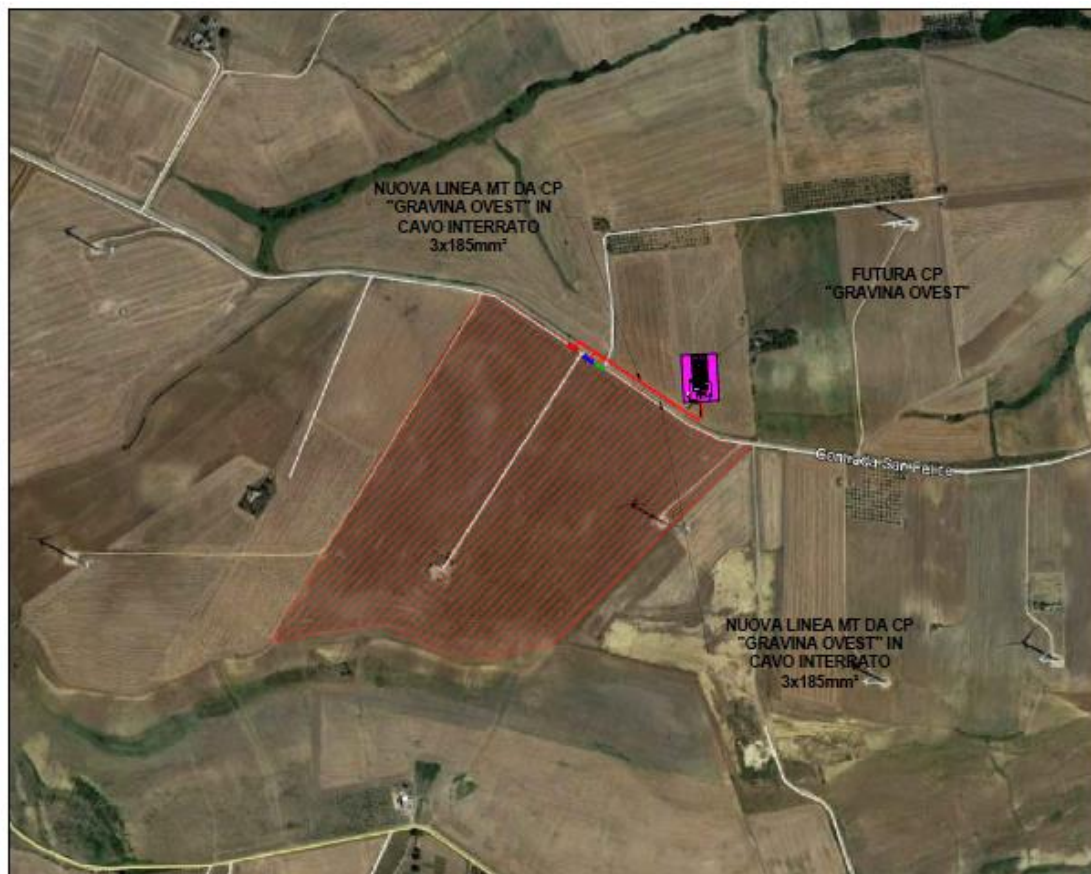 NUOVA LINEA MT DA CP
"GRAVINA OVEST" IN
CAVO INTERRATO
3x185mm²
FUTURA CP
"GRAVINA OVEST"
Contrada San Felice
NUOVA LINEA MT DA CP
"GRAVINA OVEST" IN
CAVO INTERRATO
3x185mm²